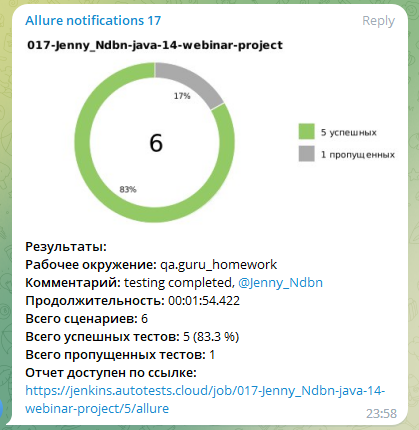 Allure notifications 17 Reply
017-Jenny_Ndbn-java-14-webinar-project
17%
6
83%
5 успешных
1 пропущенных
Результаты:
Рабочее окружение: qa.guru_homework
Комментарий: testing completed, @Jenny_Ndbn
Продолжительность: 00:01:54.422
Всего сценариев: 6
Всего успешных тестов: 5 (83.3 %)
Всего пропущенных тестов: 1
Отчет доступен по ссылке:
https://jenkins.autotests.cloud/job/017-Jenny_Ndbn-java-14-
webinar-project/5/allure
23:58